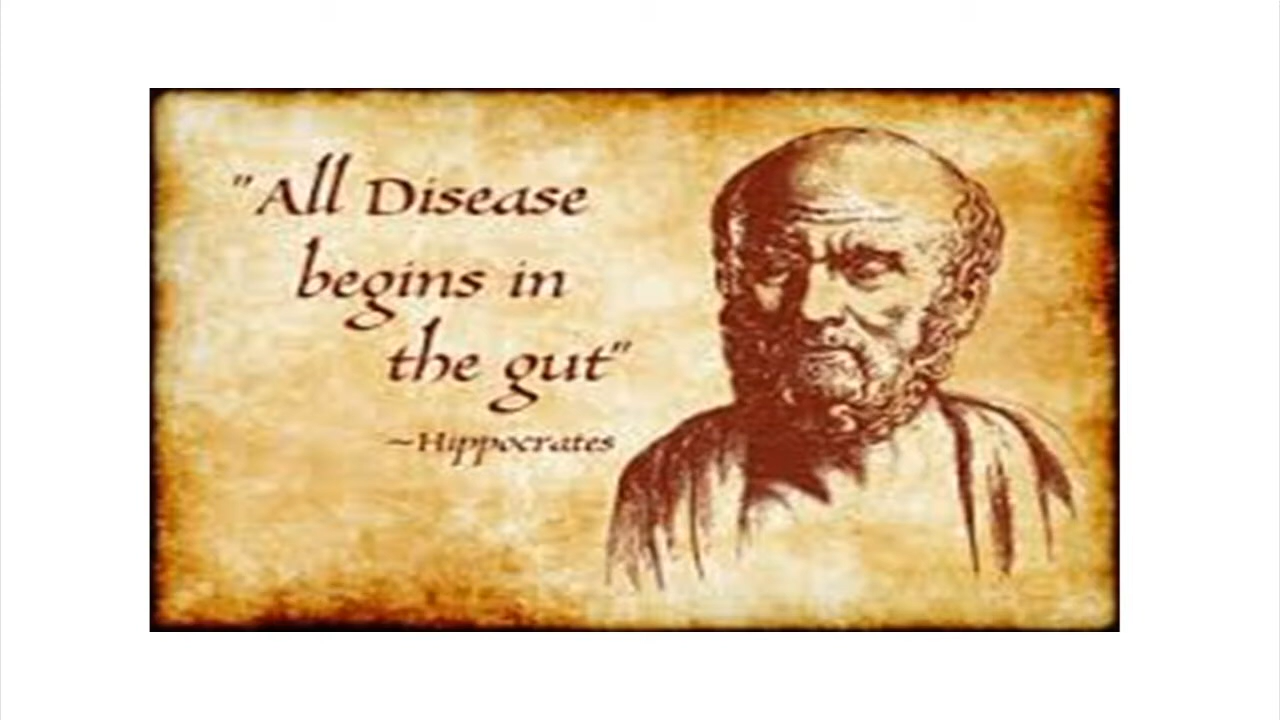 "All Disease
begins in
the gut"
~Hippocrates